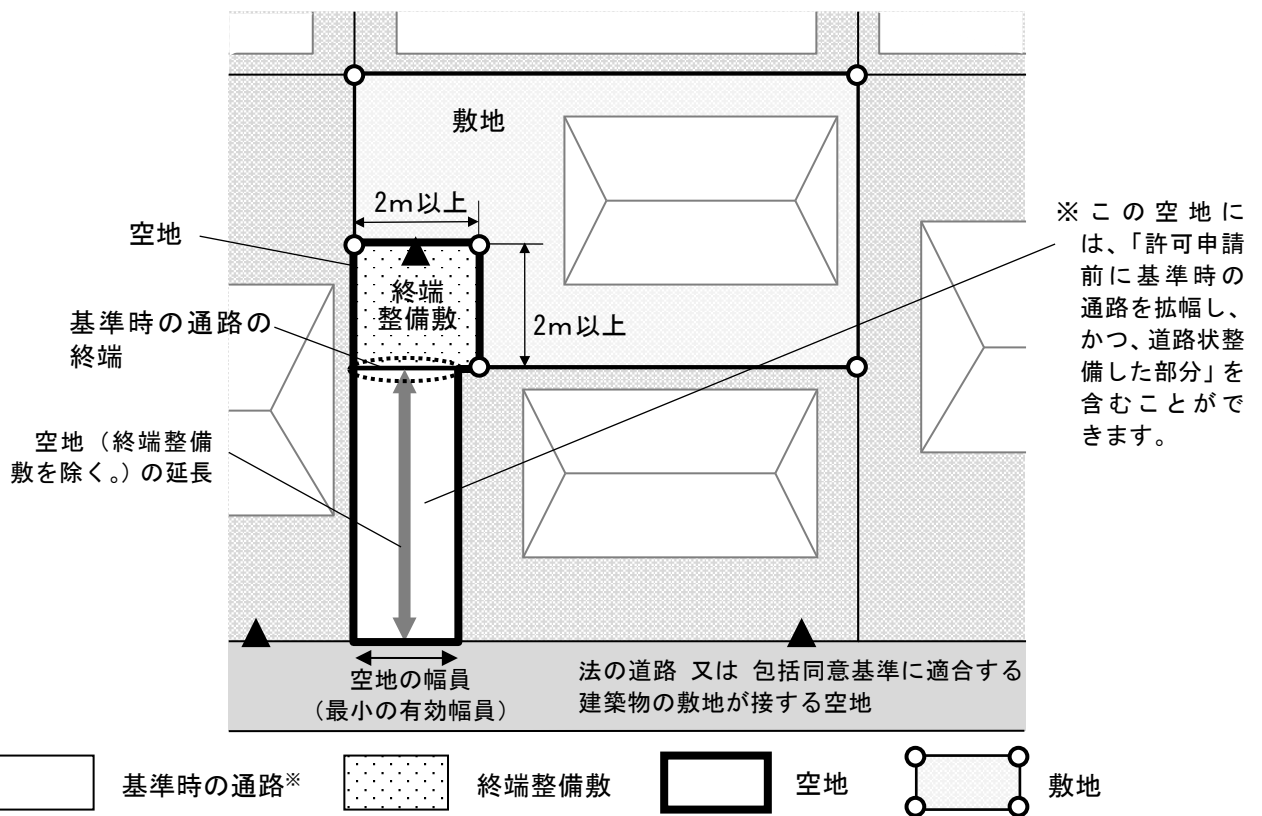 敷地
2m以上
空地
終端
整備敷
2m以上
基準時の通路の
終端
空地（終端整備
敷を除く。）の延長
※この空地に
は、「許可申請
前に基準時の
通路を拡幅し、
かつ、道路状整
備した部分」を
含むことがで
きます。
空地の幅員
（最小の有効幅員）
法の道路 又は 包括同意基準に適合する
建築物の敷地が接する空地
基準時の通路※
終端整備敷
空地
敷地